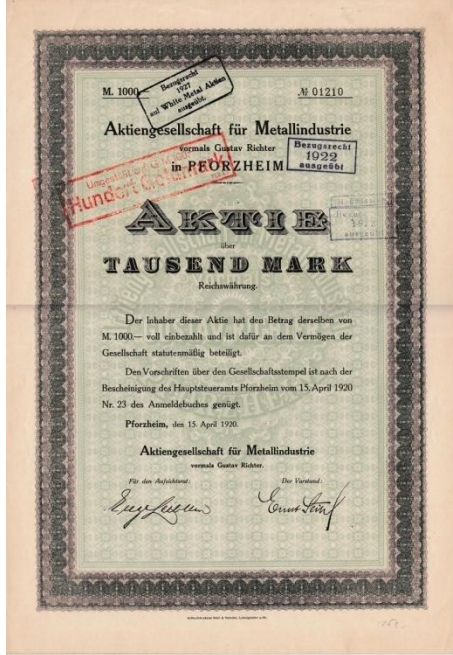 M. 1000.—
№ 01210
Bezugsrecht
1927
auf White Metal Aktien
ausgeübt.
Aktiengesellschaft für Metallindustrie
vormals Gustav Richter
in PFORZHEIM
Bezugsrecht
1922
ausgeübt
Umgestellt auf
Hundert Goldmark
AKTIE
ausgeübt
über
TAUSEND MARK
Reichswährung.
Der Inhaber dieser Aktie hat den Betrag derselben von
M. 1000.— voll einbezahlt und ist dafür an dem Vermögen der
Gesellschaft statutenmäßig beteiligt.
Den Vorschriften über den Gesellschaftsstempel ist nach der
Bescheinigung des Hauptsteueramts Pforzheim vom 15. April 1920
Nr. 23 des Anmeldebuches genügt.
Pforzheim, den 15. April 1920.
Aktiengesellschaft für Metallindustrie
vormals Gustav Richter.
Für den Aufsichtsrat:
Der Vorstand: